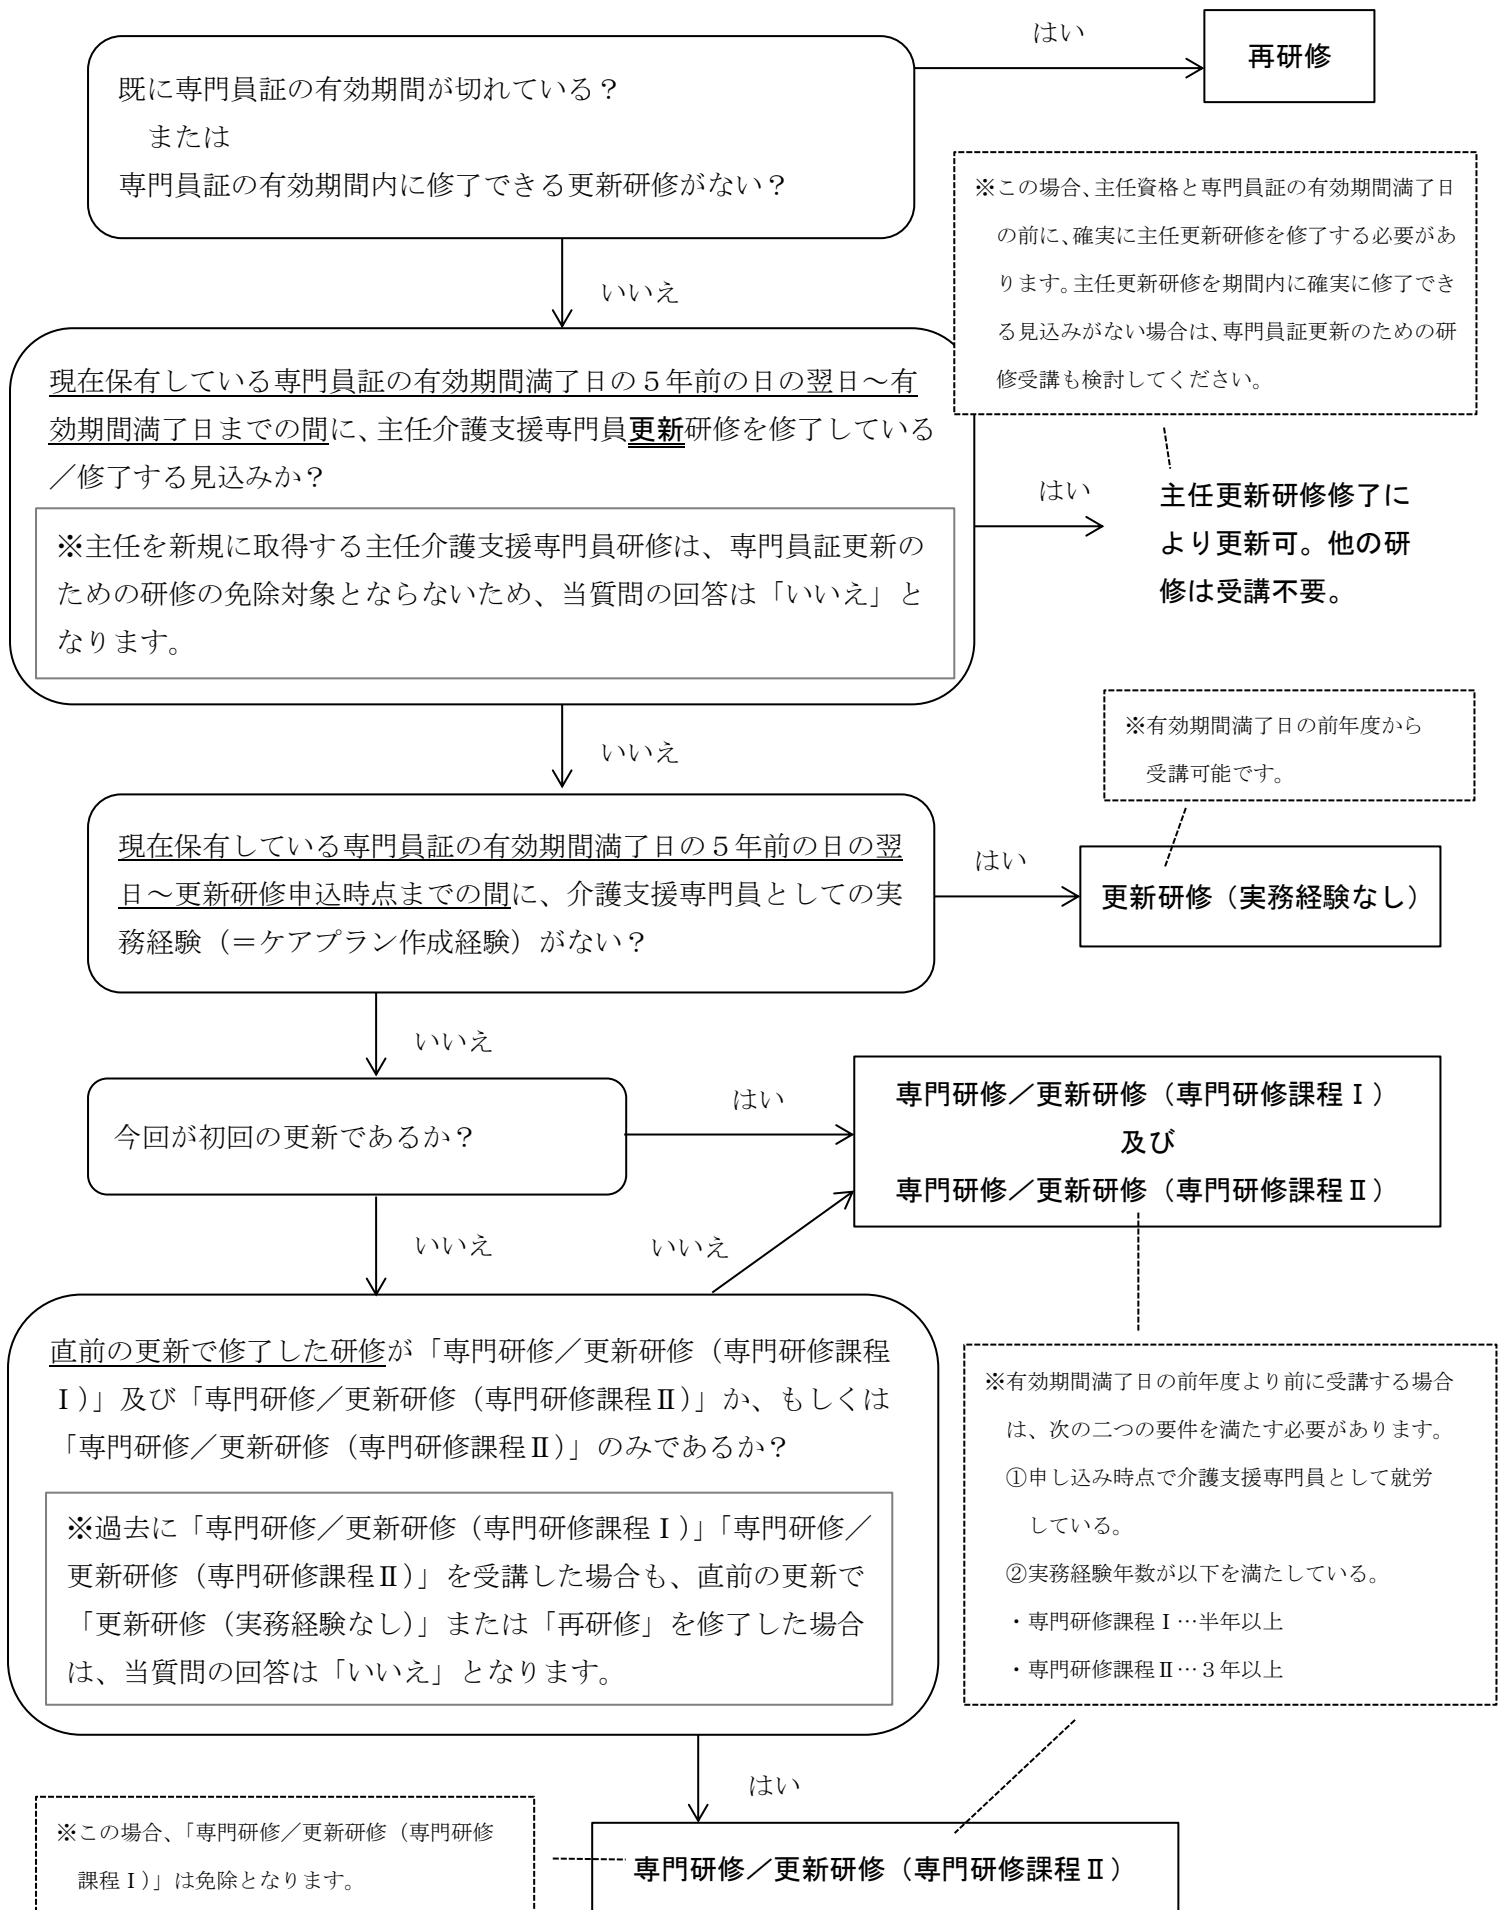 はい
再研修
既に専門員証の有効期間が切れている？
または
専門員証の有効期間内に修了できる更新研修がない？
※この場合、主任資格と専門員証の有効期間満了日
の前に、確実に主任更新研修を修了する必要があ
ります。主任更新研修を期間内に確実に修了でき
る見込みがない場合は、専門員証更新のための研
修受講も検討してください。
いいえ
現在保有している専門員証の有効期間満了日の５年前の日の翌日～有
効期間満了日までの間に、主任介護支援専門員更新研修を修了している
／修了する見込みか？
※主任を新規に取得する主任介護支援専門員研修は、専門員証更新の
ための研修の免除対象とならないため、当質問の回答は「いいえ」と
なります。
はい
主任更新研修修了に
より更新可。他の研
修は受講不要。
いいえ
※有効期間満了日の前年度から
受講可能です。
現在保有している専門員証の有効期間満了日の５年前の日の翌
日～更新研修申込時点までの間に、介護支援専門員としての実
務経験（＝ケアプラン作成経験）がない？
はい
更新研修（実務経験なし）
いいえ
今回が初回の更新であるか？
はい
専門研修／更新研修（専門研修課程Ⅰ）
及び
専門研修／更新研修（専門研修課程Ⅱ）
いいえ
いいえ
直前の更新で修了した研修が「専門研修／更新研修（専門研修課程
Ⅰ）」及び「専門研修／更新研修（専門研修課程Ⅱ）」か、もしくは
「専門研修／更新研修（専門研修課程Ⅱ）」のみであるか？
※過去に「専門研修／更新研修（専門研修課程Ⅰ）」「専門研修／
更新研修（専門研修課程Ⅱ）」を受講した場合も、直前の更新で
「更新研修（実務経験なし）」または「再研修」を修了した場合
は、当質問の回答は「いいえ」となります。
※有効期間満了日の前年度より前に受講する場合
は、次の二つの要件を満たす必要があります。
①申し込み時点で介護支援専門員として就労
している。
②実務経験年数が以下を満たしている。
・専門研修課程Ⅰ…半年以上
・専門研修課程Ⅱ…３年以上
はい
※この場合、「専門研修／更新研修（専門研修
課程Ⅰ）」は免除となります。
専門研修／更新研修（専門研修課程Ⅱ）